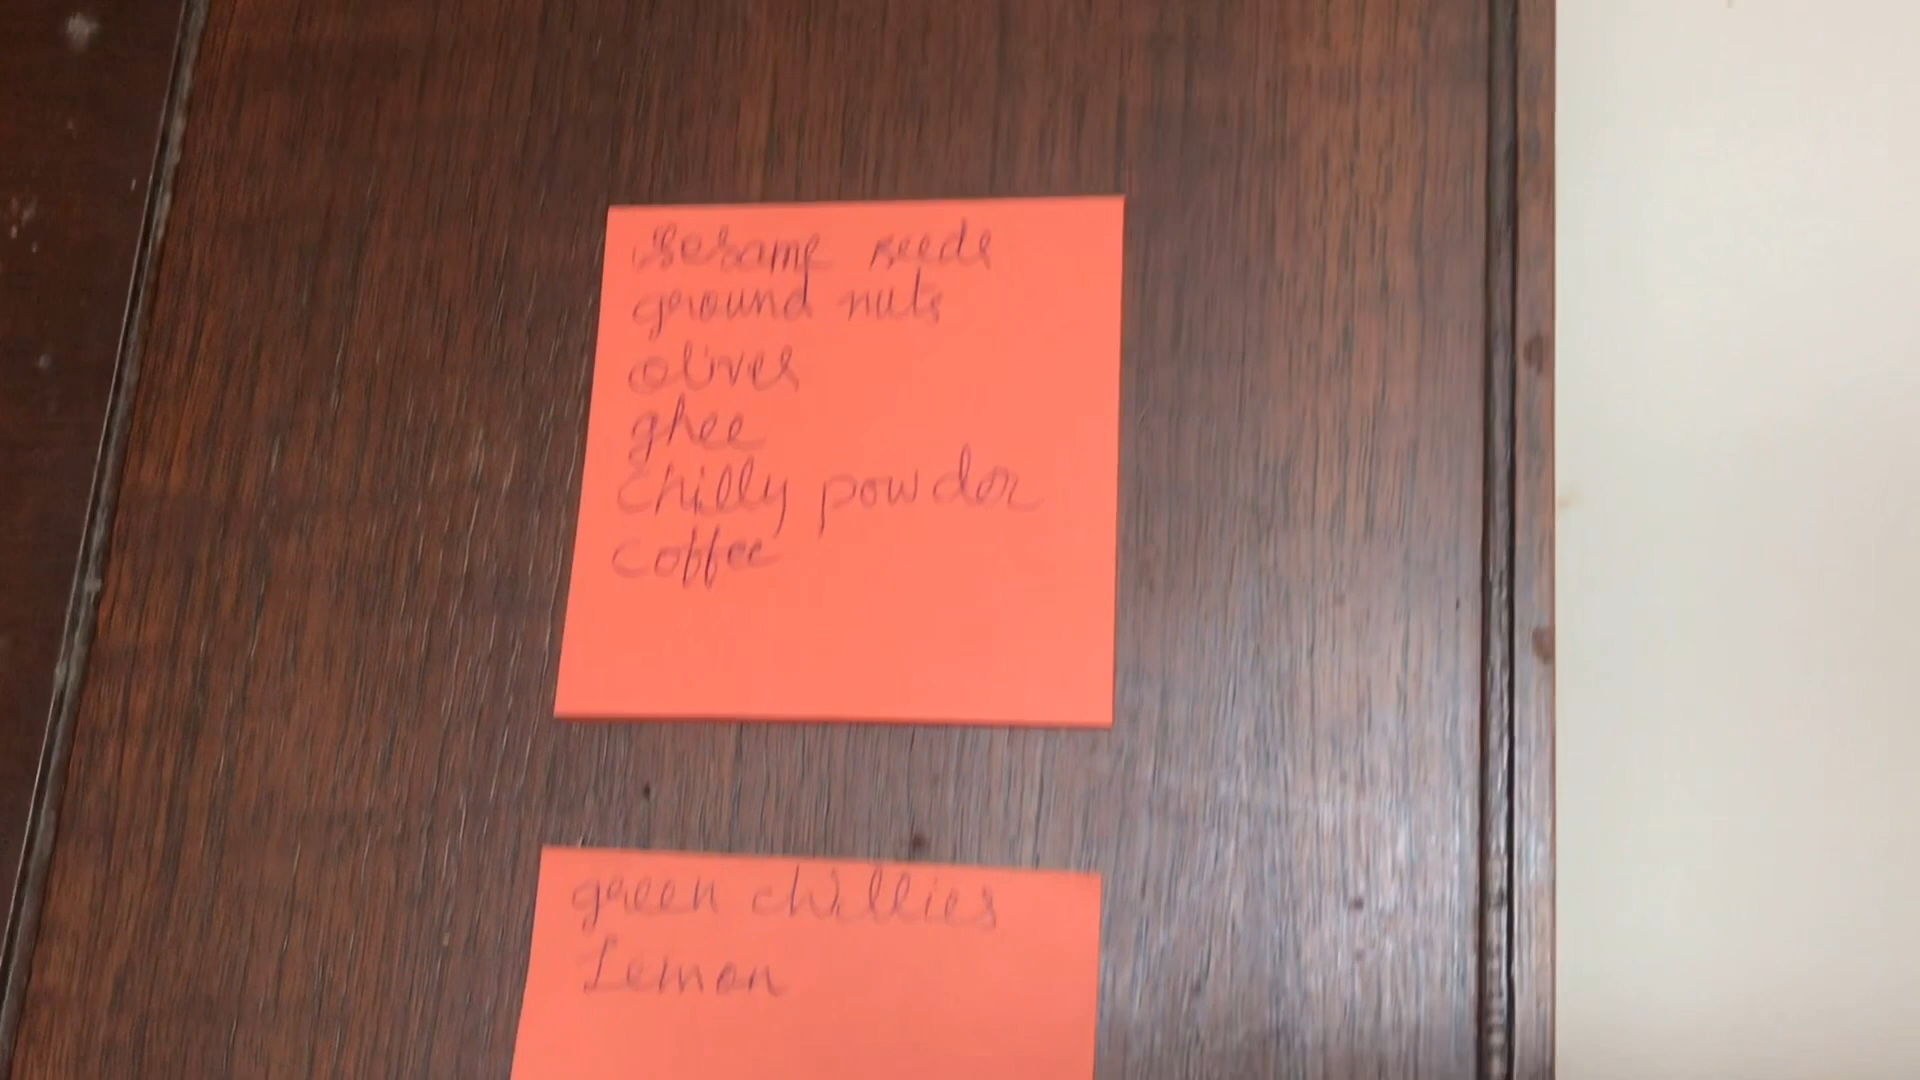 Sesame seeds
ground nuts
olives
ghee
Chilly powder
Coffee
green chillies
Lemon